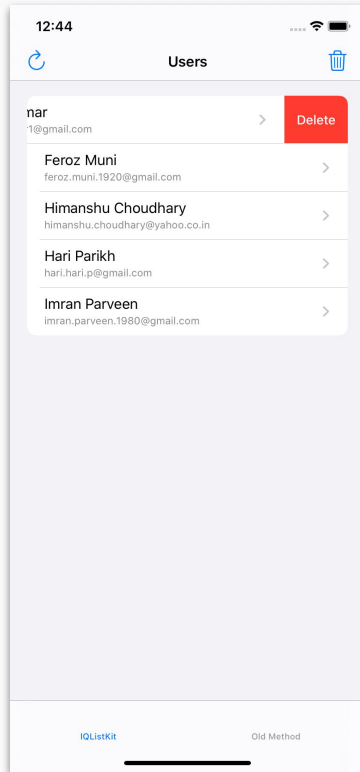 12:44
Users
mar
1@gmail.com
Delete
Feroz Muni
feroz.muni.1920@gmail.com
Himanshu Choudhary
himanshu.choudhary@yahoo.co.in
Hari Parikh
hari.hari.p@gmail.com
Imran Parveen
imran.parveen.1980@gmail.com
IQListKit
Old Method